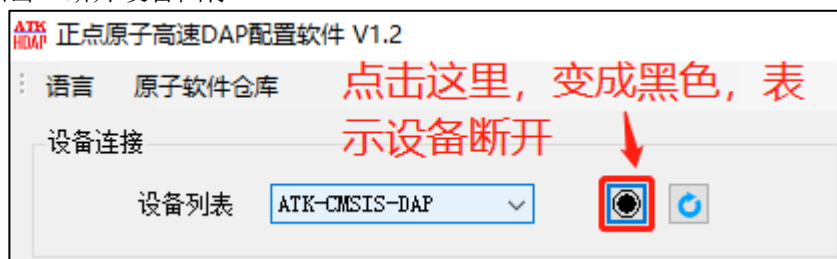 ATK
HDAP 正点原子高速DAP配置软件 V1.2
语言 原子软件仓库
点击这里，变成黑色，表
示设备断开
设备连接
设备列表 ATK-CMSIS-DAP